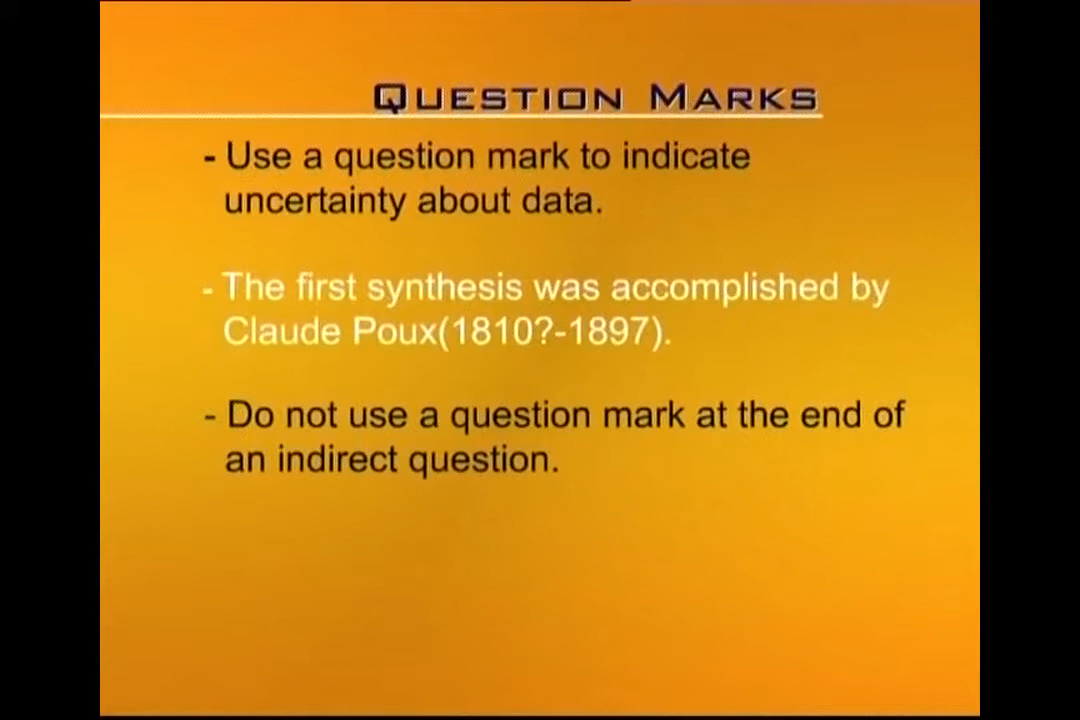 QUESTION MARKS
- Use a question mark to indicate
uncertainty about data.
- The first synthesis was accomplished by
Claude Poux(1810?-1897).
- Do not use a question mark at the end of
an indirect question.